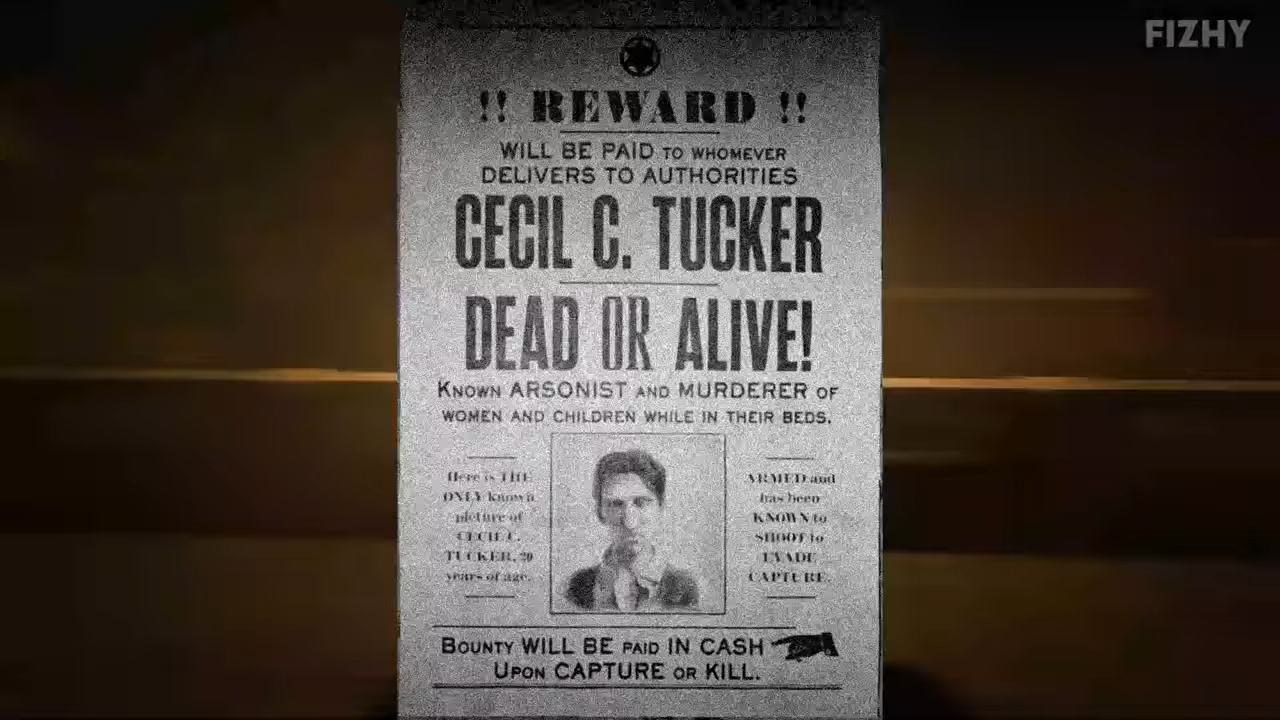 FIZHY
!! REWARD !!
WILL BE PAID TO WHOMEVER
DELIVERS TO AUTHORITIES
CECIL C. TUCKER
DEAD OR ALIVE!
KNOWN ARSONIST AND MURDERER OF
WOMEN AND CHILDREN WHILE IN THEIR BEDS.
Here is THE
ONLY known
picture of
CECIL C.
TUCKER, 20
years of age.
ARMED and
has been
KNOWN to
SHOOT to
EVADE
CAPTURE.
BOUNTY WILL BE PAID IN CASH
UPON CAPTURE OR KILL.